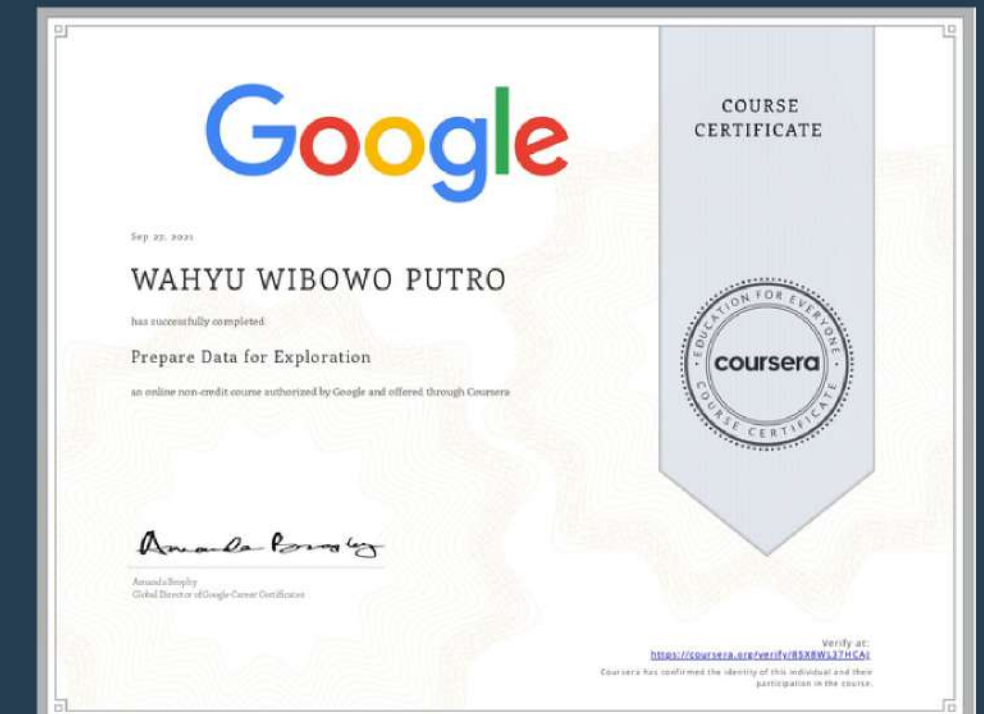 Google
COURSE
CERTIFICATE
Sep 27, 2021
WAHYU WIBOWO PUTRO
has successfully completed
Prepare Data for Exploration
an online non-credit course authorized by Google and offered through Coursera
EDUCATION FOR EVERYONE
coursera
COURSE CERTIFICATE
Amanda Brophy
Amanda Brophy
Global Director of Google Career Certificates
Verify at:
Coursera has confirmed the identity of this individual and their
participation in the course.